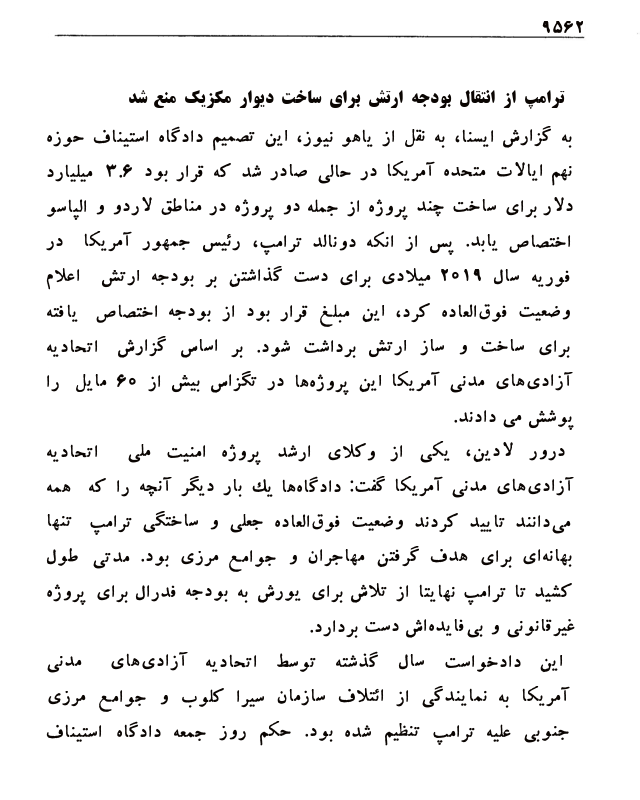 ۹۵۶۲
ترامپ از انتقال بودجه ارتش برای ساخت دیوار مکزیک منع شد
به گزارش ایسنا، به نقل از یاهو نیوز، این تصمیم دادگاه استیناف حوزه
نهم ایالات متحده آمریکا در حالی صادر شد که قرار بود ۳.۶ میلیارد
دلار برای ساخت چند پروژه از جمله دو پروژه در مناطق لاردو و الپاسو
اختصاص یابد. پس از انکه دونالد ترامپ، رئیس جمهور آمریکا در
فوریه سال ۲۰۱۹ میلادی برای دست گذاشتن بر بودجه ارتش اعلام
وضعیت فوق‌العاده کرد، این مبلغ قرار بود از بودجه اختصاص یافته
برای ساخت و ساز ارتش برداشت شود. بر اساس گزارش اتحادیه
آزادی‌های مدنی آمریکا این پروژه‌ها در تگزاس بیش از ۶۰ مایل را
پوشش می دادند.
درور لادین، یکی از وکلای ارشد پروژه امنیت ملی اتحادیه
آزادی‌های مدنی آمریکا گفت: دادگاه‌ها یك بار دیگر آنچه را که همه
می‌دانند تایید کردند وضعیت فوق‌العاده جعلی و ساختگی ترامپ تنها
بهانه‌ای برای هدف گرفتن مهاجران و جوامع مرزی بود. مدتی طول
کشید تا ترامپ نهایتا از تلاش برای یورش به بودجه فدرال برای پروژه
غیرقانونی و بی‌فایده‌اش دست بردارد.
این دادخواست سال گذشته توسط اتحادیه آزادی‌های مدنی
آمریکا به نمایندگی از ائتلاف سازمان سیرا کلوب و جوامع مرزی
جنوبی علیه ترامپ تنظیم شده بود. حکم روز جمعه دادگاه استیناف